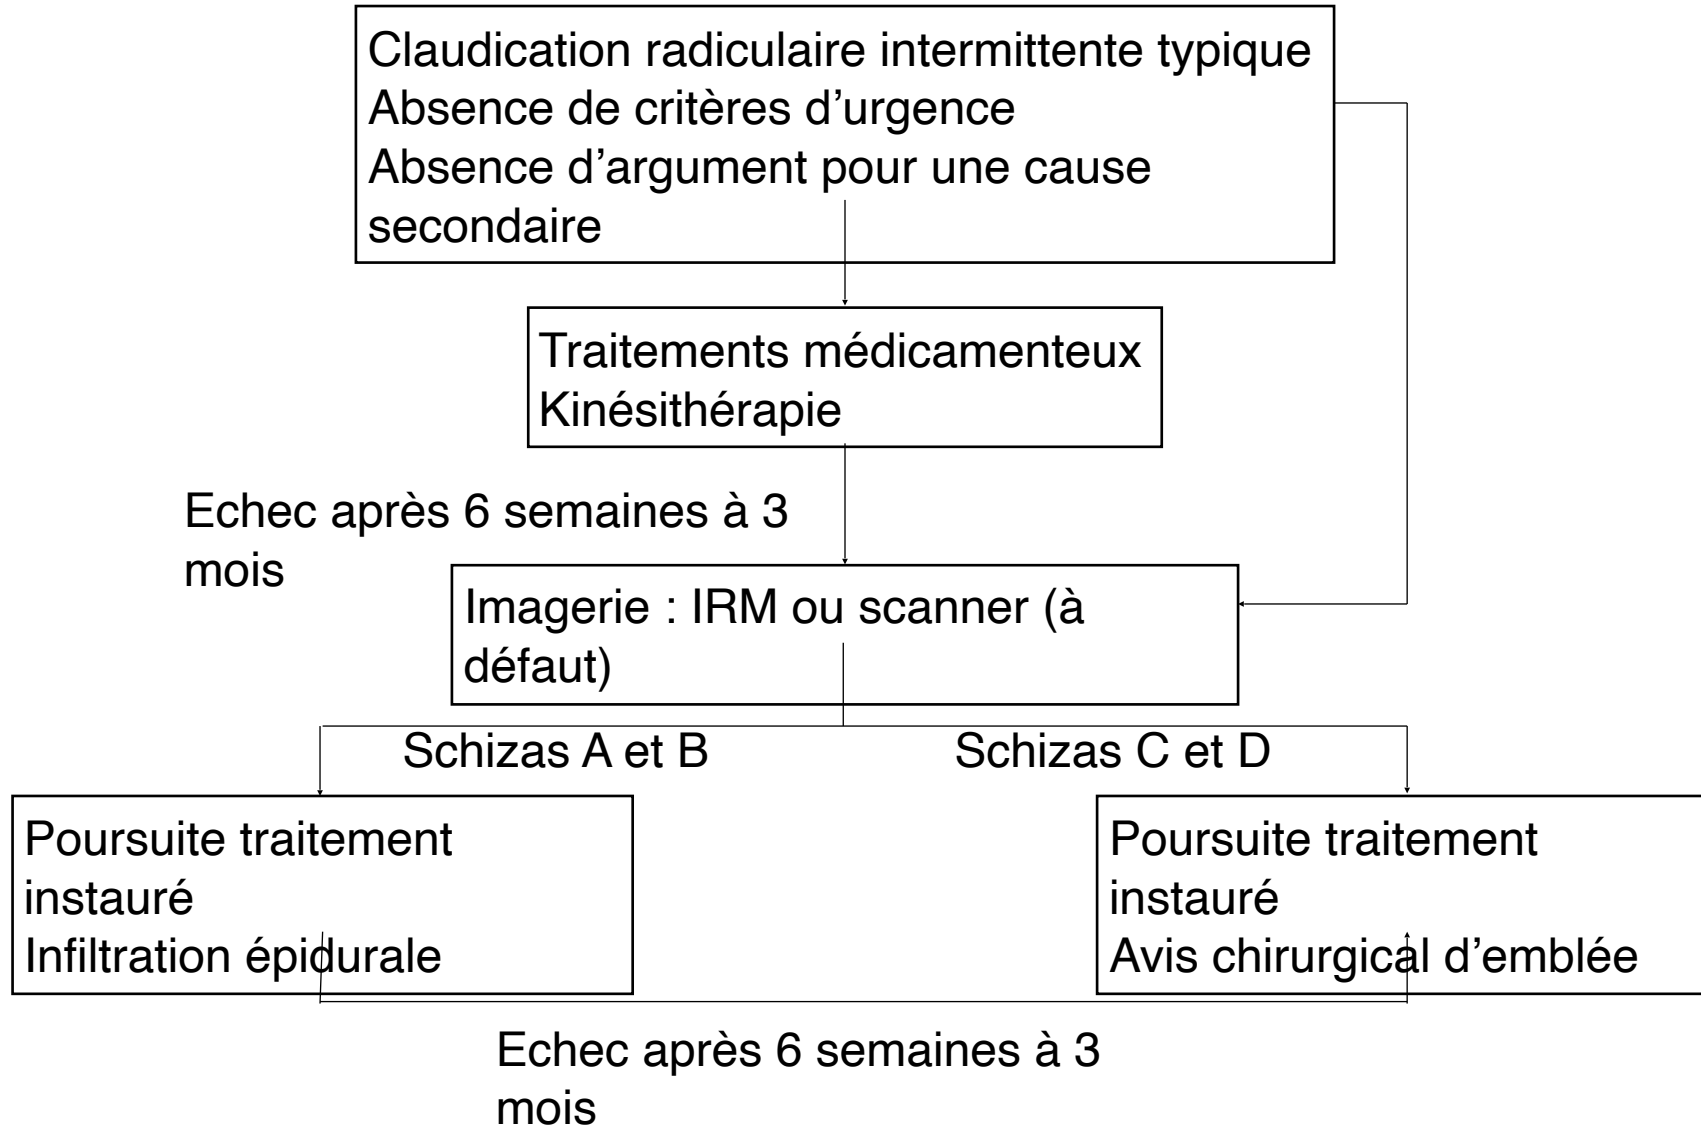 Claudication radiculaire intermittente typique
Absence de critères d’urgence
Absence d’argument pour une cause
secondaire
Traitements médicamenteux
Kinésithérapie
Echec après 6 semaines à 3
mois
Imagerie : IRM ou scanner (à
défaut)
Schizas A et B
Schizas C et D
Poursuite traitement
instauré
Infiltration épidurale
Poursuite traitement
instauré
Avis chirurgical d’emblée
Echec après 6 semaines à 3
mois